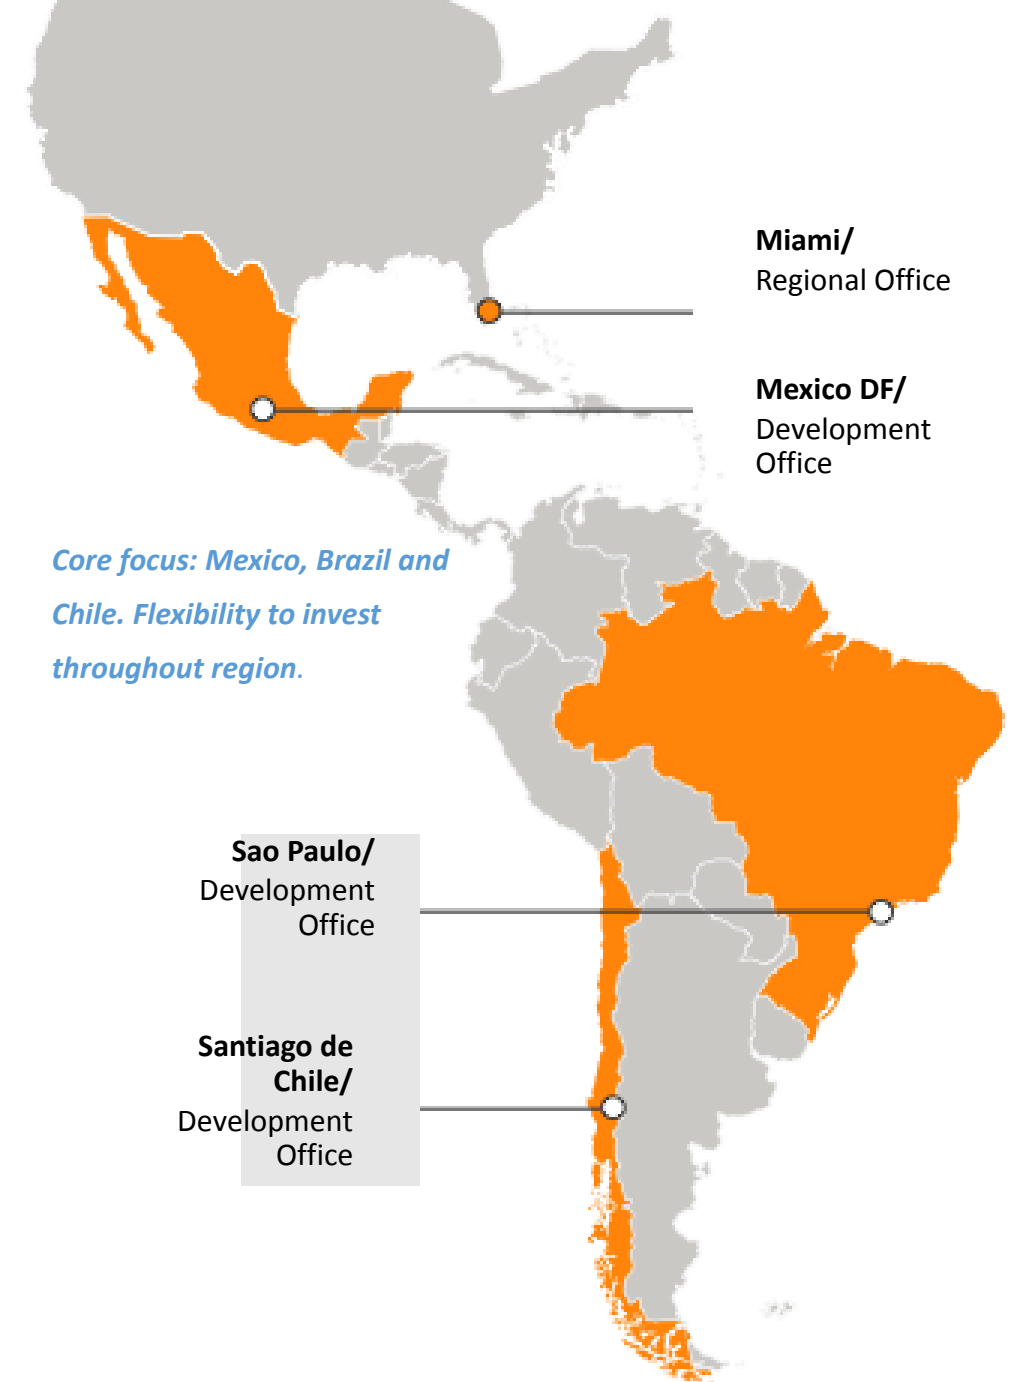 Miami/
Regional Office
Mexico DF/
Development
Office
Core focus: Mexico, Brazil and
Chile. Flexibility to invest
throughout region.
Sao Paulo/
Development
Office
Santiago de
Chile/
Development
Office